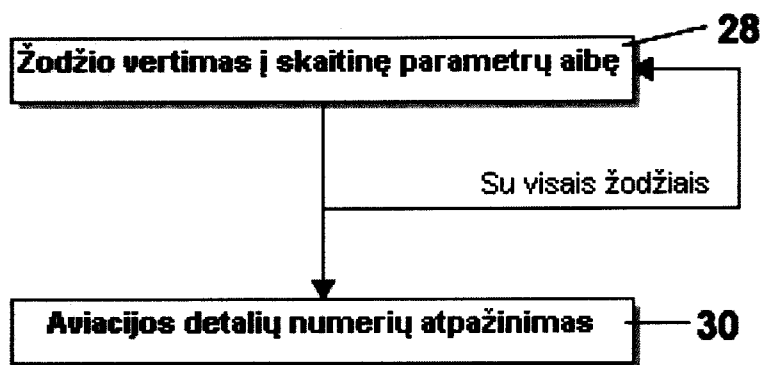 28
Žodžio vertimas į skaitinę parametrų aibę
Su visais žodžiais
Aviacijos detalių numerių atpažinimas
30